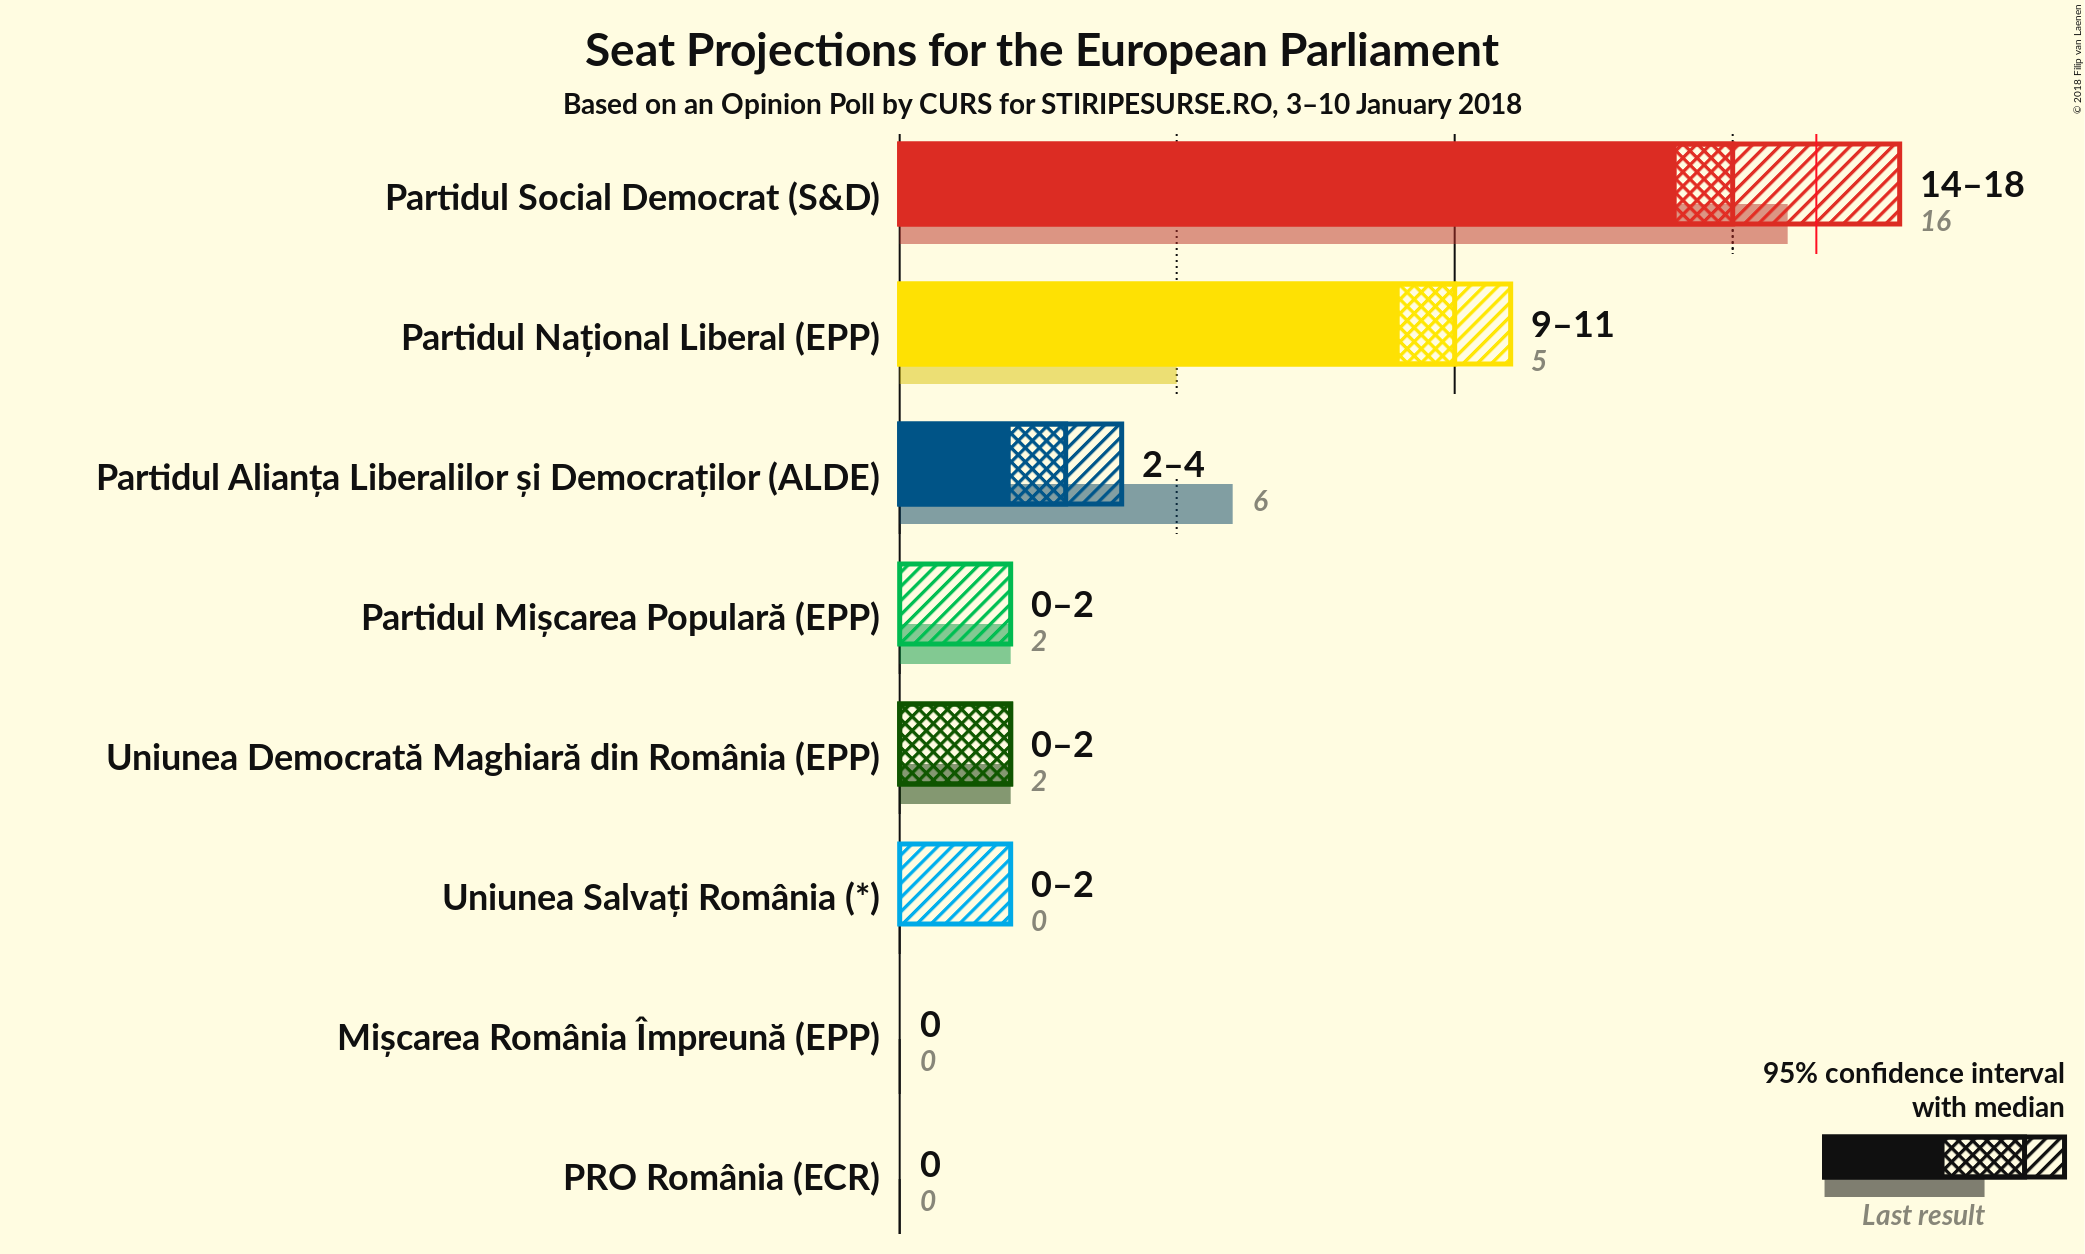 Seat Projections for the European Parliament
Based on an Opinion Poll by CURS for STIRIPESURSE.RO, 3–10 January 2018
© 2018 Filip van Laenen
Partidul Social Democrat (S&D)
14–18
16
Partidul Național Liberal (EPP)
9–11
5
Partidul Alianța Liberalilor și Democraților (ALDE)
2–4
6
Partidul Mișcarea Populară (EPP)
0–2
2
Uniunea Democrată Maghiară din România (EPP)
0–2
2
Uniunea Salvați România (*)
0–2
0
Mișcarea România Împreună (EPP)
0
0
PRO România (ECR)
0
0
95% confidence interval
with median
Last result